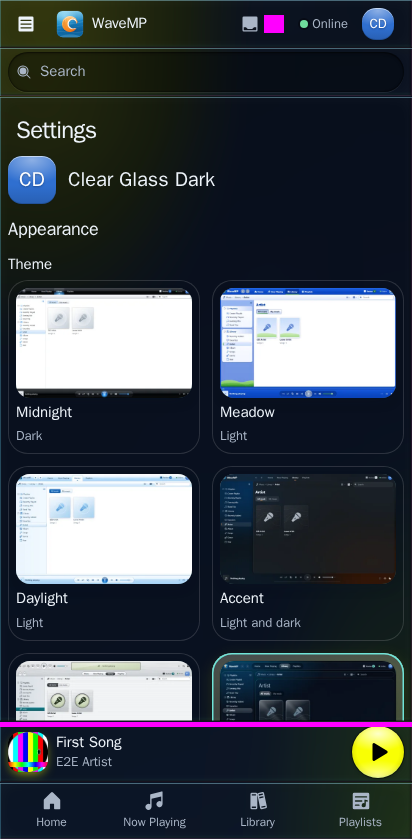 WaveMP
Online
CD
Search
Settings
CD
Clear Glass Dark
Appearance
Theme
Midnight
Dark
Meadow
Light
Daylight
Light
Accent
Light and dark
First Song
E2E Artist
Home
Now Playing
Library
Playlists